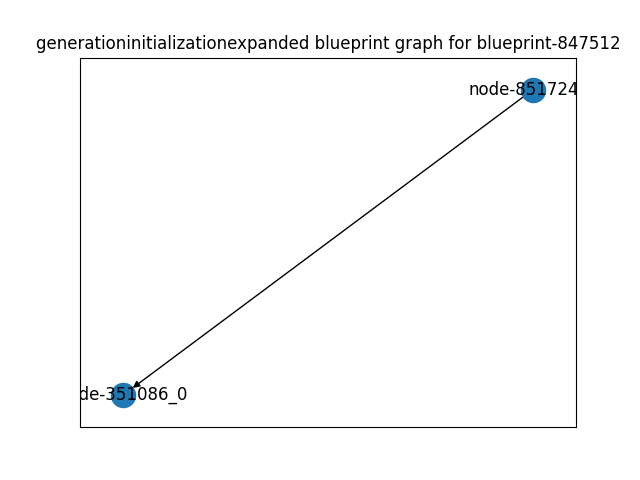 generationinitializationexpanded blueprint graph for blueprint-847512
node-851724
de-351086_0